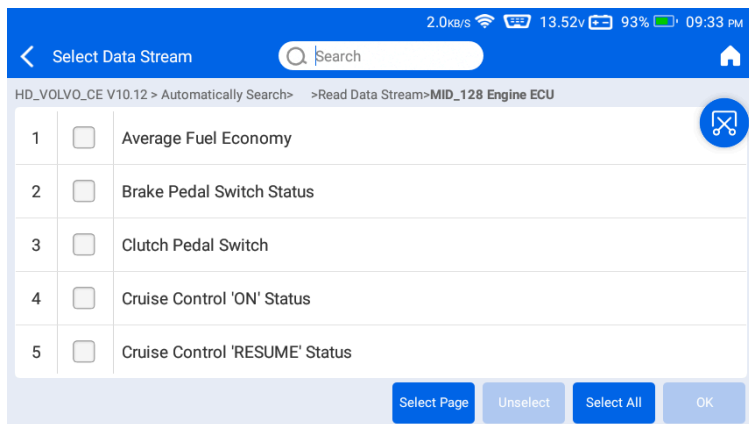 2.0KB/S 13.52V 93% 09:33 PM
Select Data Stream Search
HD_VOLVO_CE V10.12 > Automatically Search> >Read Data Stream>MID_128 Engine ECU
1 Average Fuel Economy
2 Brake Pedal Switch Status
3 Clutch Pedal Switch
4 Cruise Control 'ON' Status
5 Cruise Control 'RESUME' Status
Select Page Unselect Select All OK